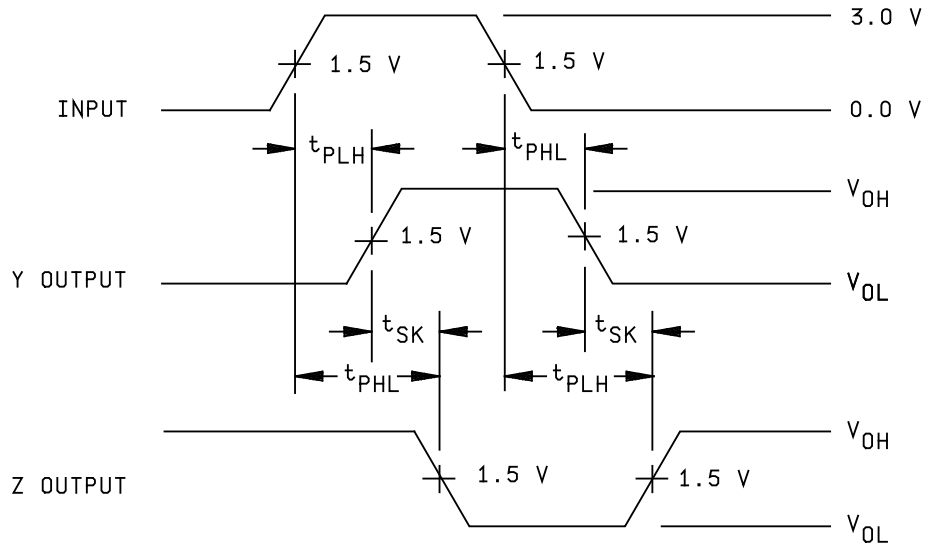 3.0 V
1.5 V
1.5 V
INPUT
0.0 V
tPLH
tPHL
VOH
1.5 V
1.5 V
Y OUTPUT
VOL
tSK
tSK
tPHL
tPLH
VOH
1.5 V
1.5 V
Z OUTPUT
VOL